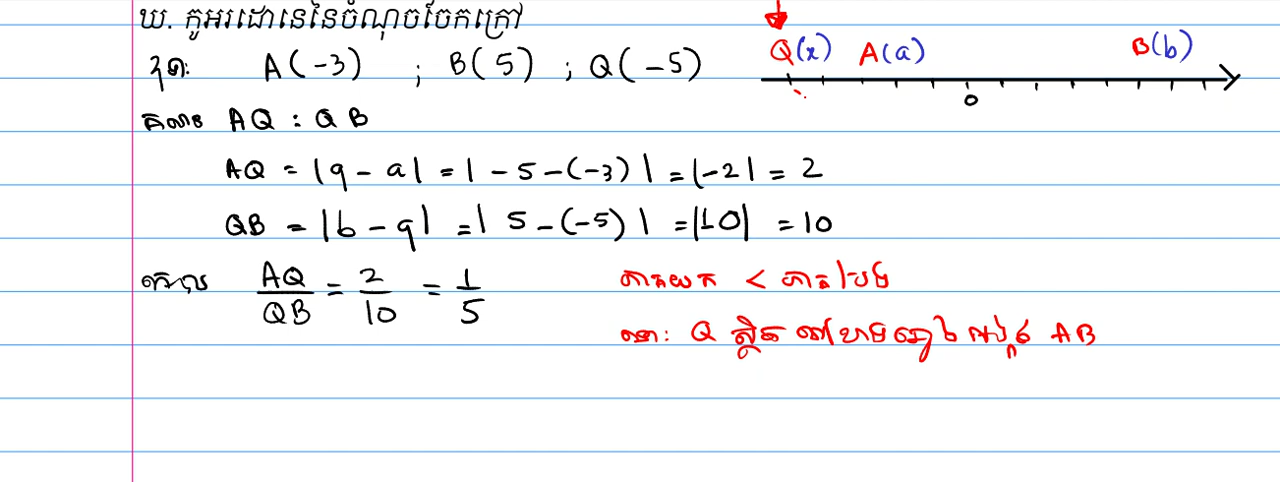 ឃ. កូអរដោនេនៃចំណុចចែកក្រៅ
ឧទា: A(-3) ; B(5) ; Q(-5)
Q(x) A(a) B(b)
0
គណនា AQ : QB
AQ = |q - a| = |-5-(-3)| = |-2| = 2
QB = |b - q| = |5-(-5)| = |10| = 10
AQ/QB = 2/10 = 1/5
ភាគយក < ភាគបែង
នោះ: Q ស្ថិតនៅខាងឆ្វេងអង្កត់ AB